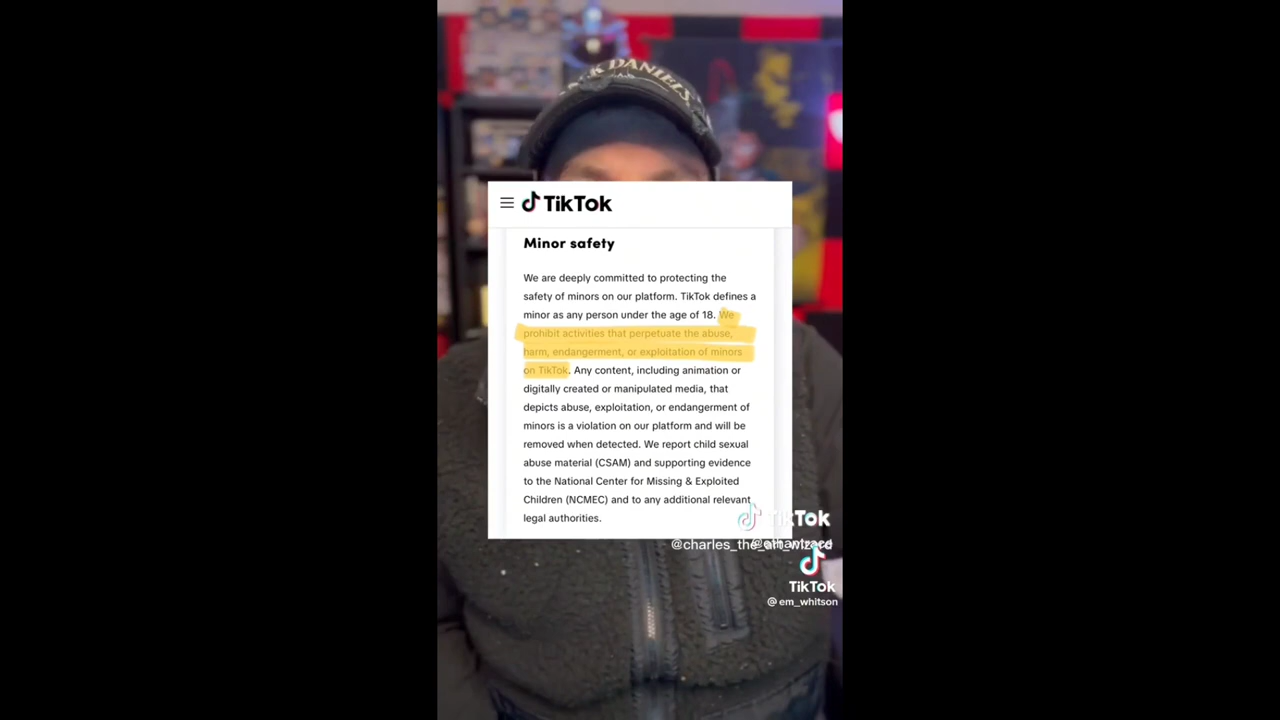 K DANIEL'S
TikTok
Minor safety
We are deeply committed to protecting the
safety of minors on our platform. TikTok defines a
minor as any person under the age of 18. We
prohibit activities that perpetuate the abuse,
harm, endangerment, or exploitation of minors
on TikTok. Any content, including animation or
digitally created or manipulated media, that
depicts abuse, exploitation, or endangerment of
minors is a violation on our platform and will be
removed when detected. We report child sexual
abuse material (CSAM) and supporting evidence
to the National Center for Missing & Exploited
Children (NCMEC) and to any additional relevant
legal authorities.
TikTok
@charles_the_art_wizard
TikTok
@em_whitson